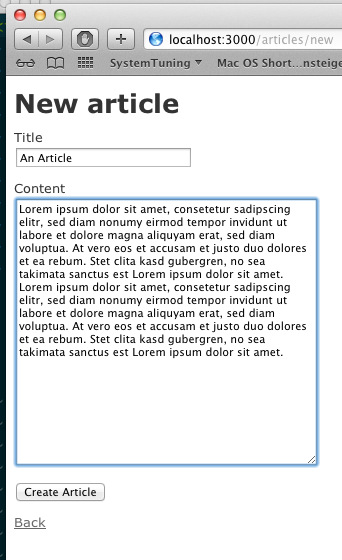 localhost:3000/articles/new
SystemTuning Mac OS Short...nsteige
New article
Title
An Article
Content
Lorem ipsum dolor sit amet, consetetur sadipscing
elitr, sed diam nonumy eirmod tempor invidunt ut
labore et dolore magna aliquyam erat, sed diam
voluptua. At vero eos et accusam et justo duo dolores
et ea rebum. Stet clita kasd gubergren, no sea
takimata sanctus est Lorem ipsum dolor sit amet.
Lorem ipsum dolor sit amet, consetetur sadipscing
elitr, sed diam nonumy eirmod tempor invidunt ut
labore et dolore magna aliquyam erat, sed diam
voluptua. At vero eos et accusam et justo duo dolores
et ea rebum. Stet clita kasd gubergren, no sea
takimata sanctus est Lorem ipsum dolor sit amet.
Create Article
Back